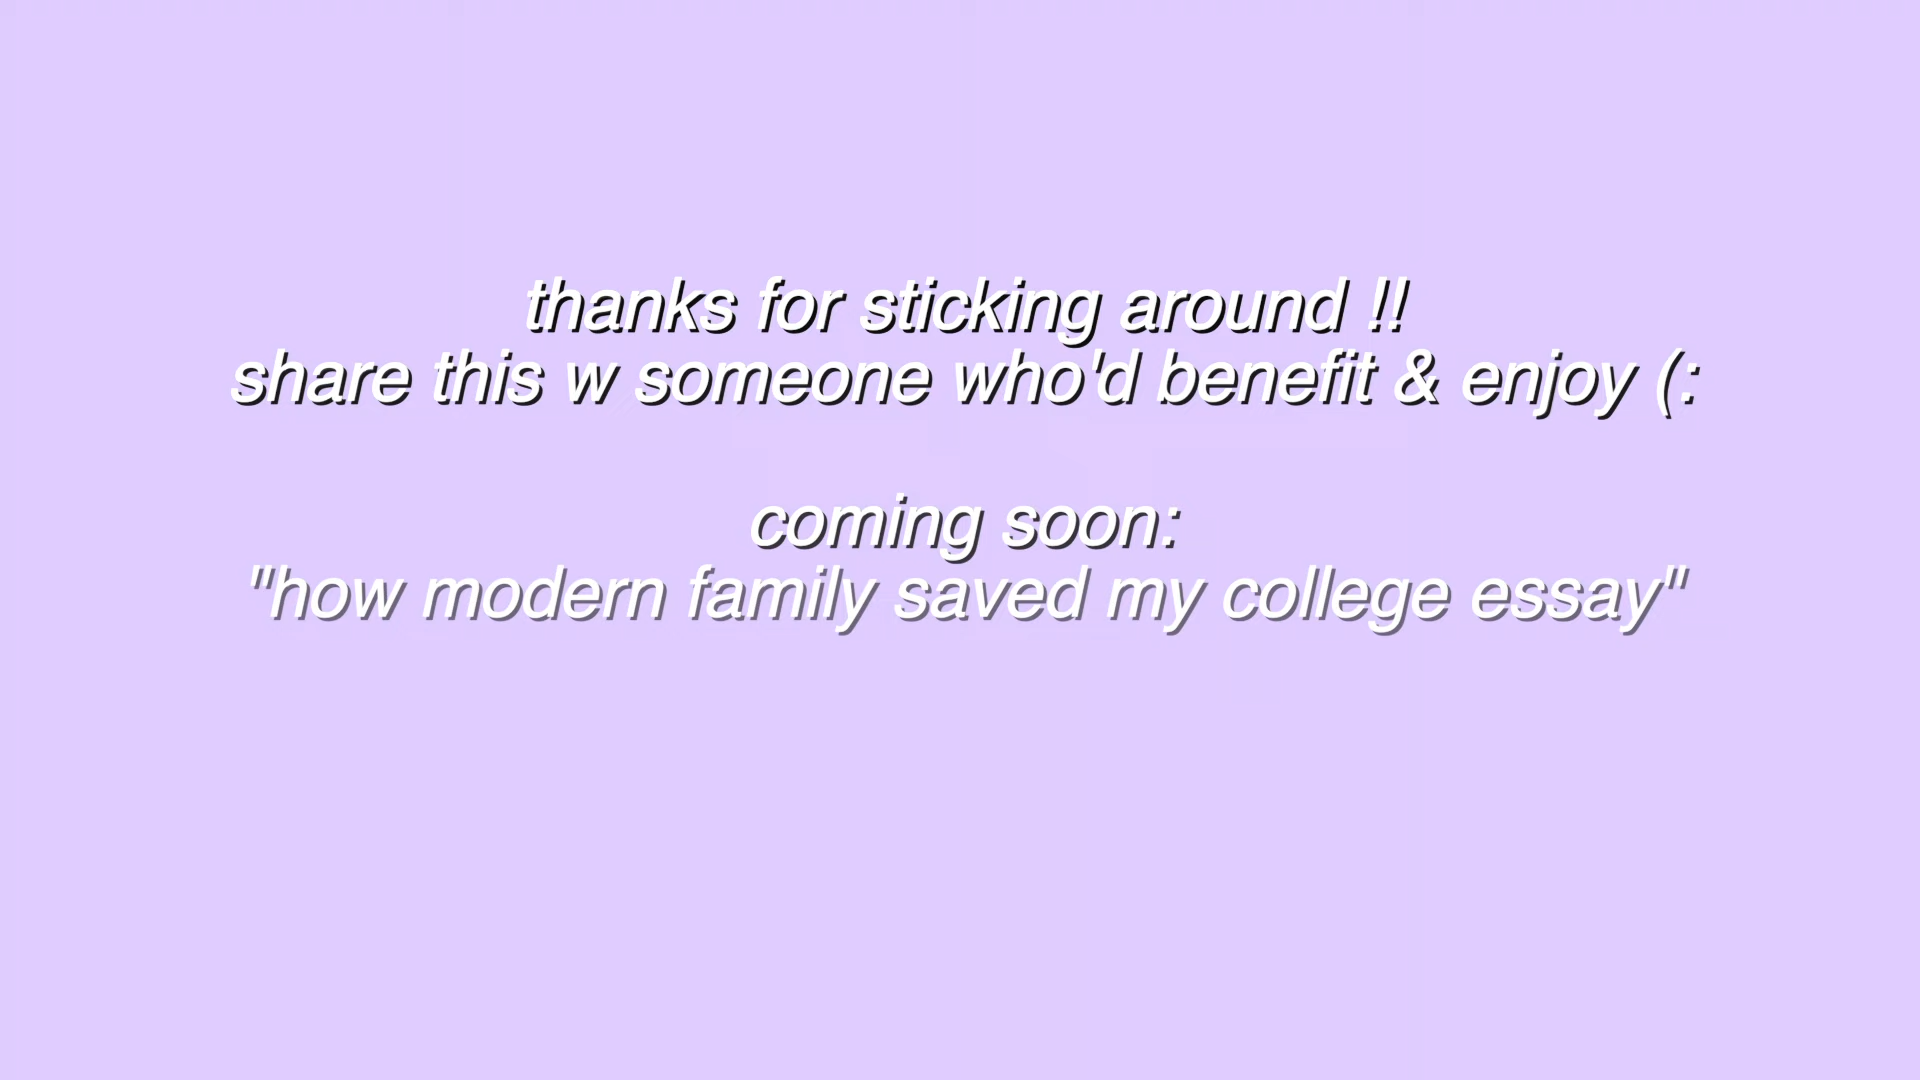 thanks for sticking around !!
share this w someone who'd benefit & enjoy (:
coming soon:
"how modern family saved my college essay"